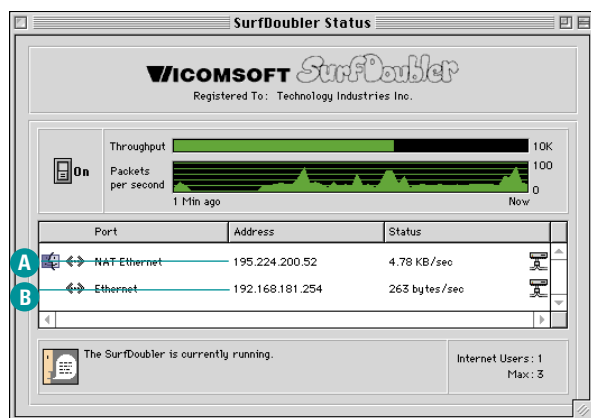 SurfDoubler Status
WICOMSOFT SurfDoubler
Registered To: Technology Industries Inc.
On
Throughput
10K
Packets
per second
100
0
1 Min ago
Now
Port Address Status
A NAT Ethernet 195.224.200.52 4.78 KB/sec
B Ethernet 192.168.181.254 263 bytes/sec
The SurfDoubler is currently running.
Internet Users: 1
Max: 3